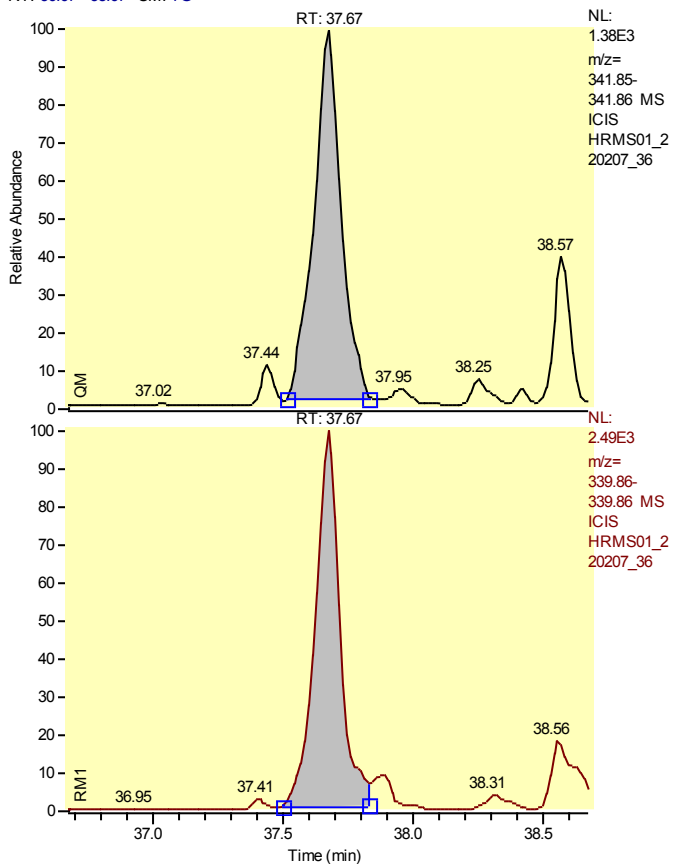 RT: 37.67
NL:
1.38E3
m/z=
341.85-
341.86 MS
ICIS
HRMS01_2
20207_36
100
90
80
70
60
50
40
30
20
10
0
Relative Abundance
QM
37.02
37.44
37.95
38.25
38.57
RT: 37.67
NL:
2.49E3
m/z=
339.86-
339.86 MS
ICIS
HRMS01_2
20207_36
100
90
80
70
60
50
40
30
20
10
0
RM1
36.95
37.41
38.31
38.56
37.0 37.5 38.0 38.5
Time (min)